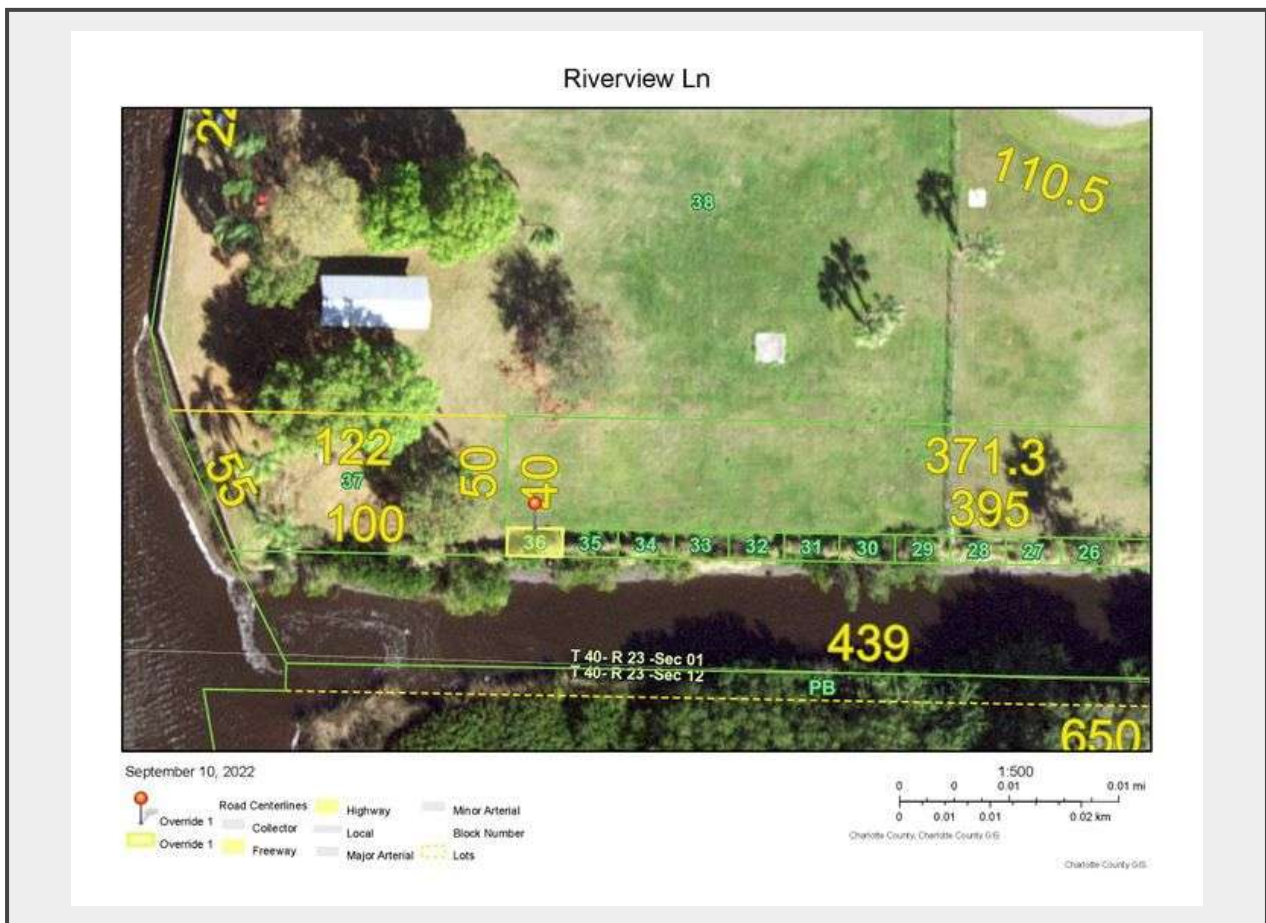 Riverview Ln
110.5
38
122
37
100
55
50
40
371.3
395
36 35 34 33 32 31 30 29 28 27 26
439
T 40- R 23 -Sec 01
T 40- R 23 -Sec 12
PB
650
September 10, 2022
Override 1
Override 1
Road Centerlines
Collector
Freeway
Highway
Local
Major Arterial
Minor Arterial
Block Number
Lots
1:500
0 0 0.01 0.01 mi
0 0.01 0.01 0.02 km
Charlotte County, Charlotte County GIS
Charlotte County GIS